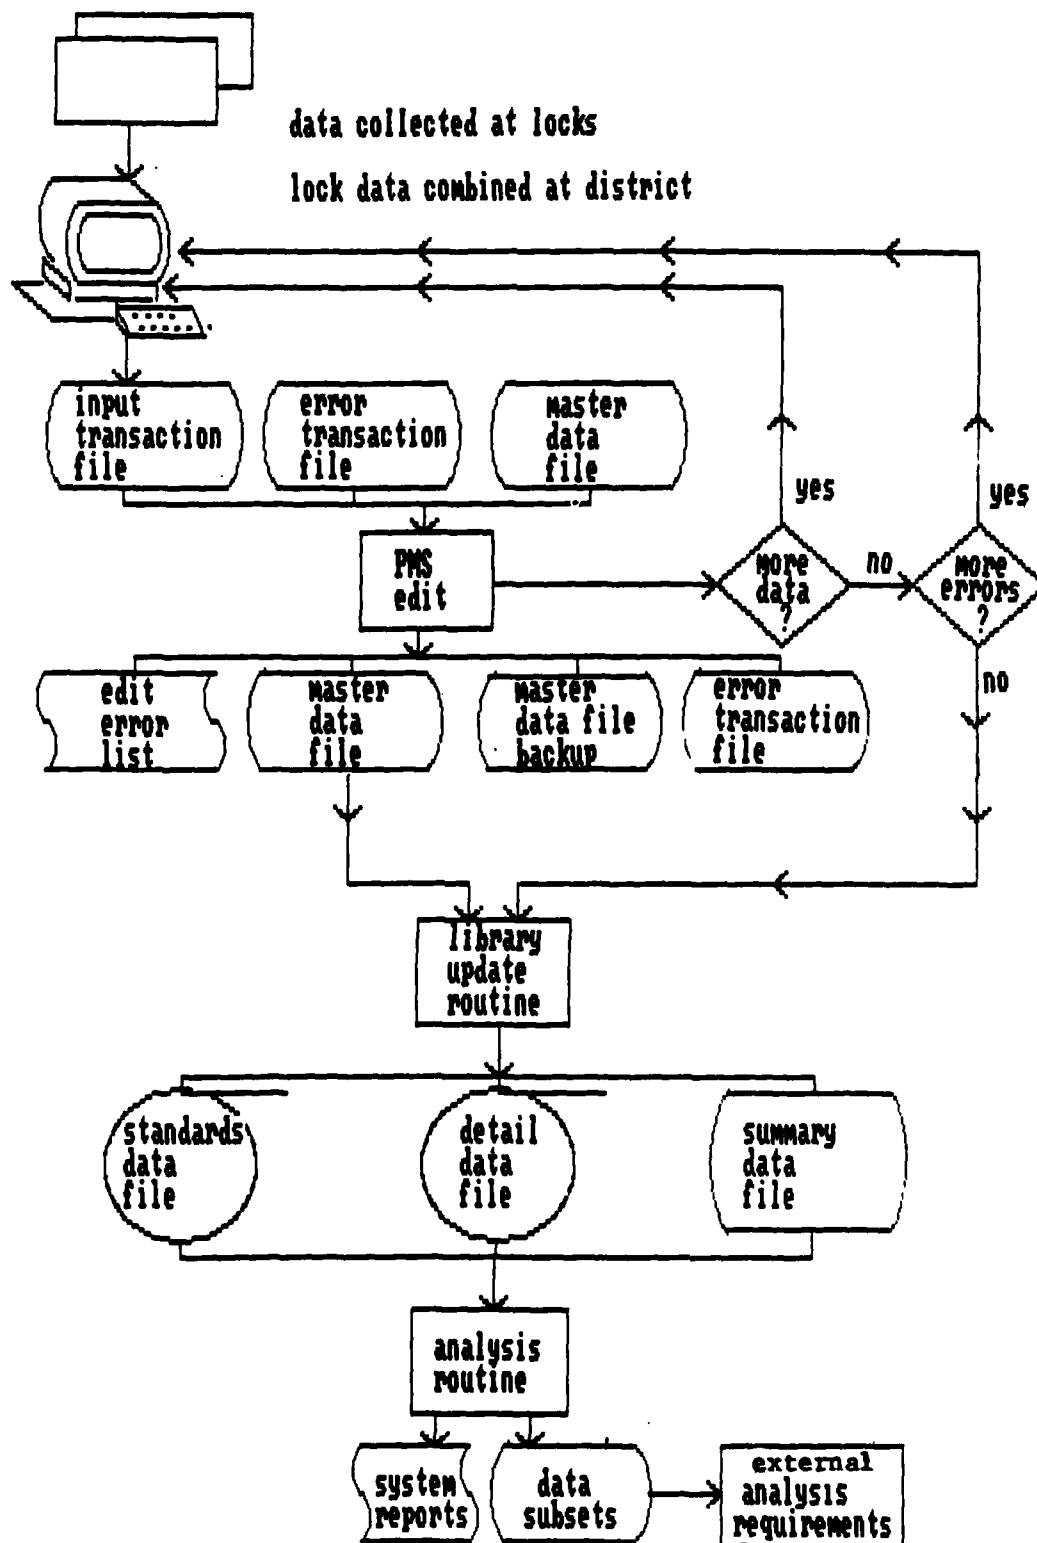 data collected at locks
lock data combined at district
input
transaction
file
error
transaction
file
master
data
file
yes
yes
PMS
edit
more
data
?
no
more
errors
?
no
edit
error
list
master
data
file
master
data file
backup
error
transaction
file
library
update
routine
standards
data
file
detail
data
file
summary
data
file
analysis
routine
system
reports
data
subsets
external
analysis
requirements